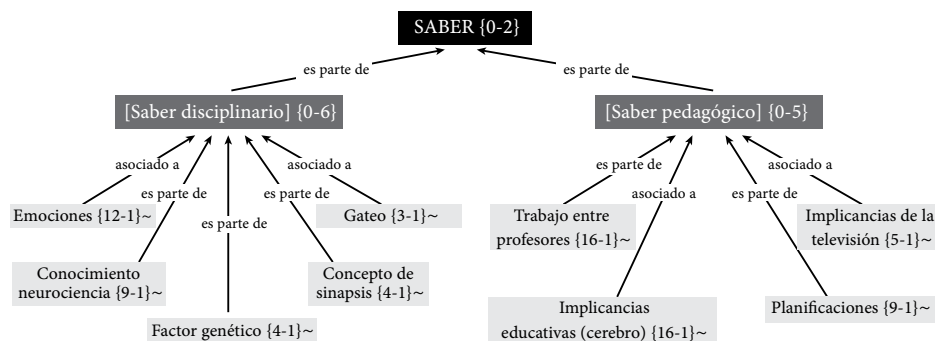 SABER {0-2}
es parte de
es parte de
[Saber disciplinario] {0-6}
[Saber pedagógico] {0-5}
asociado a
asociado a
es parte de
asociado a
es parte de
es parte de
asociado a
es parte de
es parte de
Emociones {12-1}~
Gateo {3-1}~
Trabajo entre
profesores {16-1}~
Implicancias de la
televisión {5-1}~
Conocimiento
neurociencia {9-1}~
Concepto de
sinapsis {4-1}~
Factor genético {4-1}~
Implicancias
educativas (cerebro) {16-1}~
Planificaciones {9-1}~